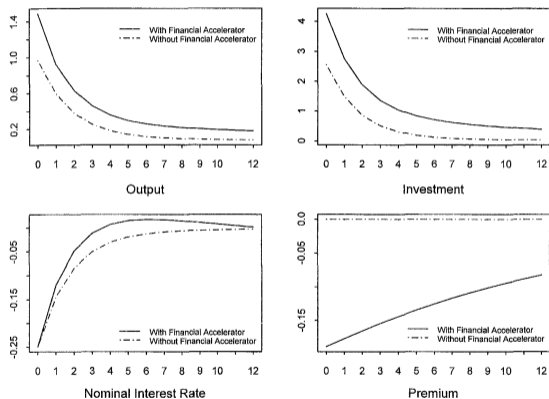 1.4
1.0
0.6
0.2
With Financial Accelerator
Without Financial Accelerator
0 1 2 3 4 5 6 7 8 9 10 12
Output
4
3
2
1
0
With Financial Accelerator
Without Financial Accelerator
0 1 2 3 4 5 6 7 8 9 10 12
Investment
-0.05
-0.15
-0.25
With Financial Accelerator
Without Financial Accelerator
0 1 2 3 4 5 6 7 8 9 10 12
Nominal Interest Rate
0.0
-0.05
-0.15
With Financial Accelerator
Without Financial Accelerator
0 1 2 3 4 5 6 7 8 9 10 12
Premium